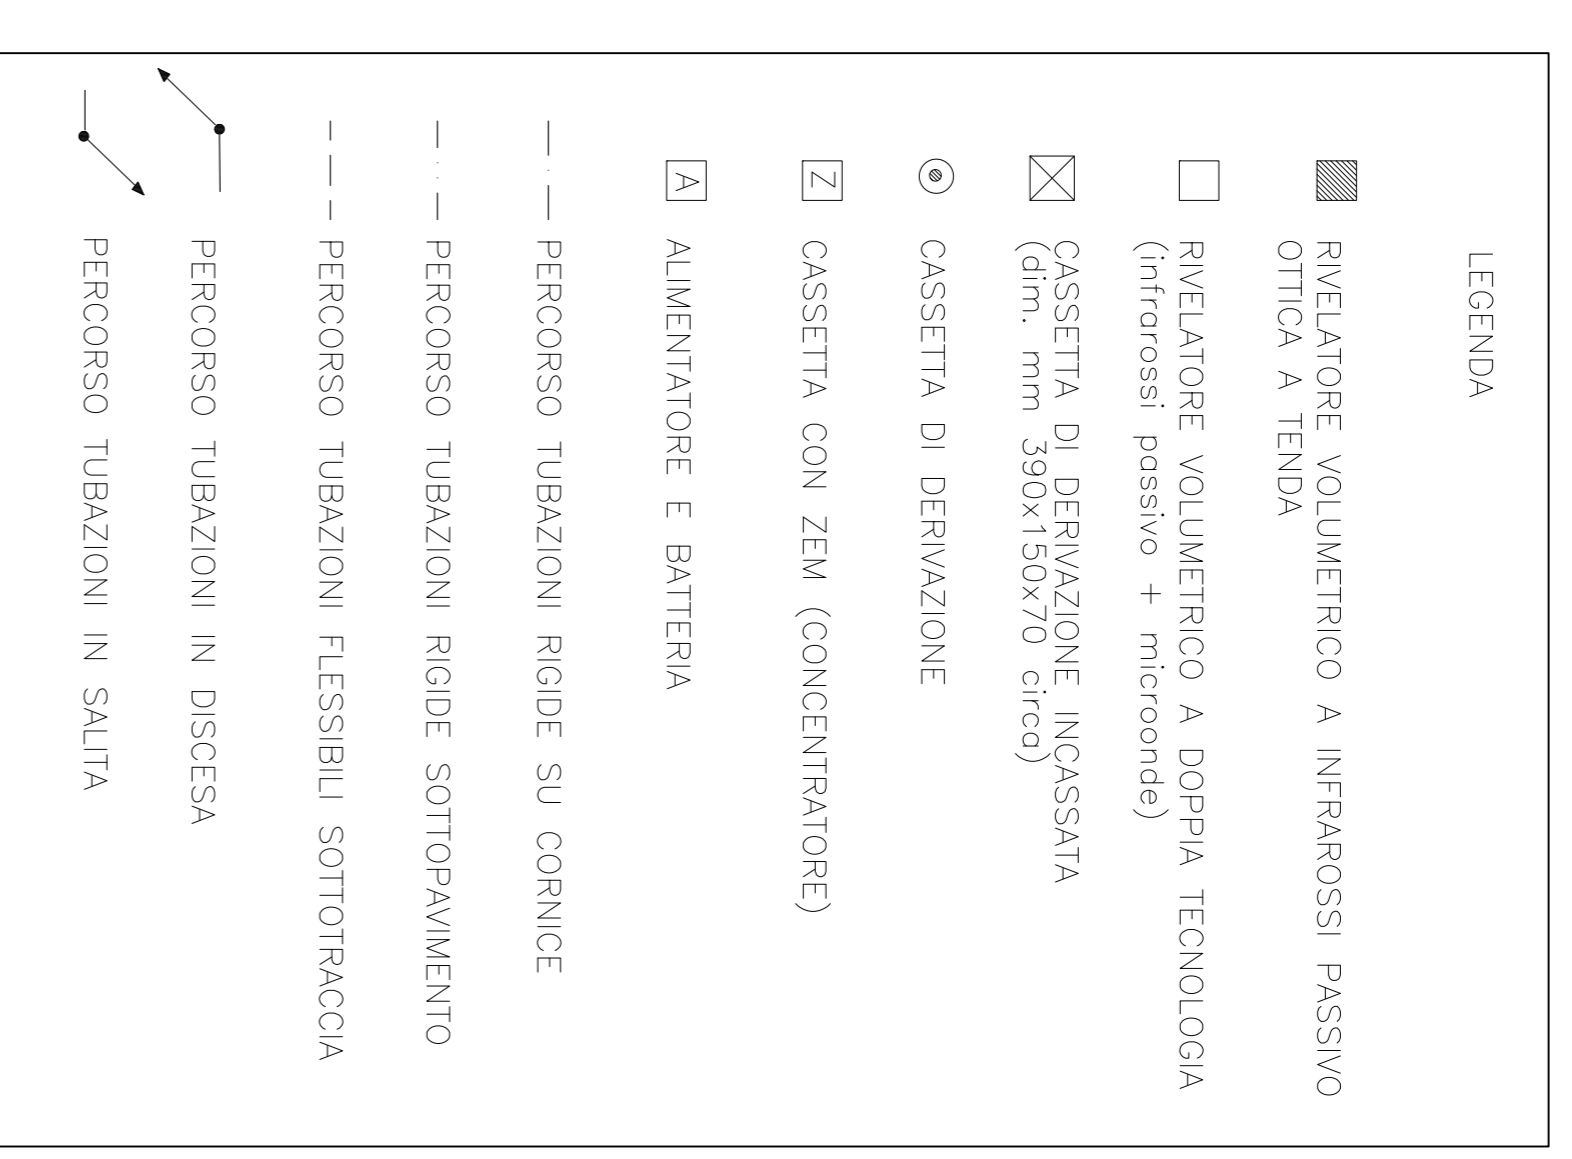 LEGENDA
RIVELATORE VOLUMETRICO A INFRAROSSI PASSIVO
OTTICA A TENDA
RIVELATORE VOLUMETRICO A DOPPIA TECNOLOGIA
(infrarossi passivo + microonde)
CASSETTA DI DERIVAZIONE INCASSATA
(dim. mm 390x150x70 circa)
CASSETTA DI DERIVAZIONE
Z CASSETTA CON ZEM (CONCENTRATORE)
A ALIMENTATORE E BATTERIA
PERCORSO TUBAZIONI RIGIDE SU CORNICE
PERCORSO TUBAZIONI RIGIDE SOTTOPAVIMENTO
PERCORSO TUBAZIONI FLESSIBILI SOTTOTRACCIA
PERCORSO TUBAZIONI IN DISCESA
PERCORSO TUBAZIONI IN SALITA